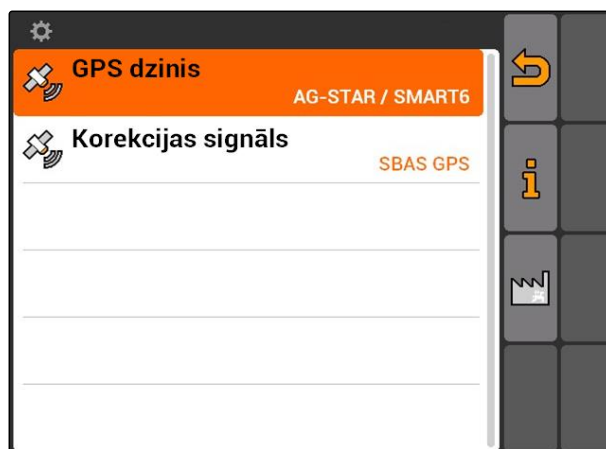 GPS dzinis
AG-STAR / SMART6
Korekcijas signāls
SBAS GPS